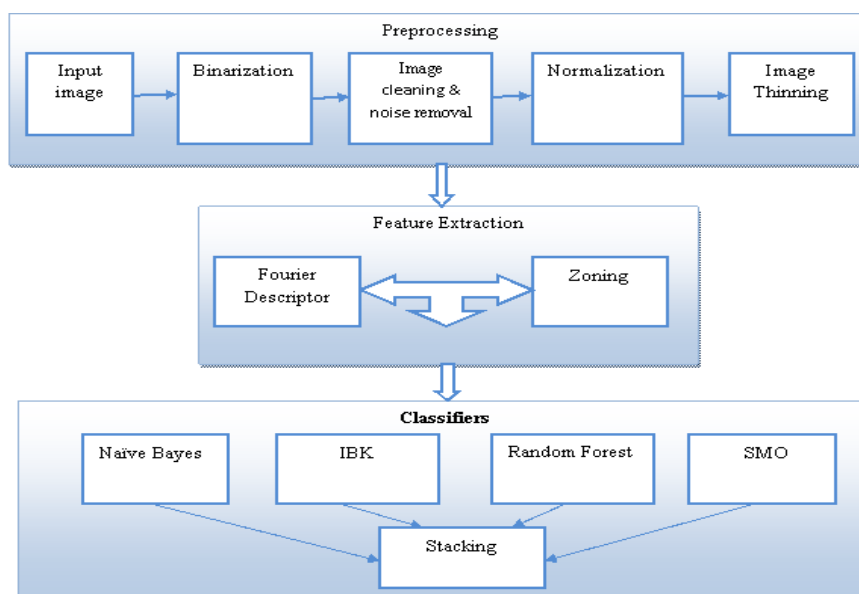 Preprocessing
Input
image
Binarization
Image
cleaning &
noise removal
Normalization
Image
Thinning
Feature Extraction
Fourier
Descriptor
Zoning
Classifiers
Naïve Bayes
IBK
Random Forest
SMO
Stacking